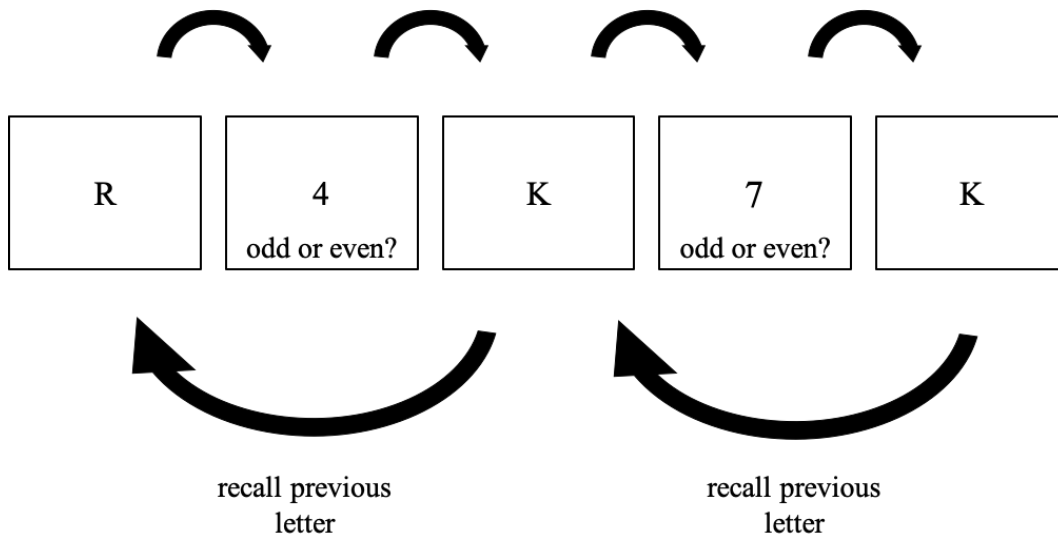 R
4
odd or even?
K
7
odd or even?
K
recall previous
letter
recall previous
letter